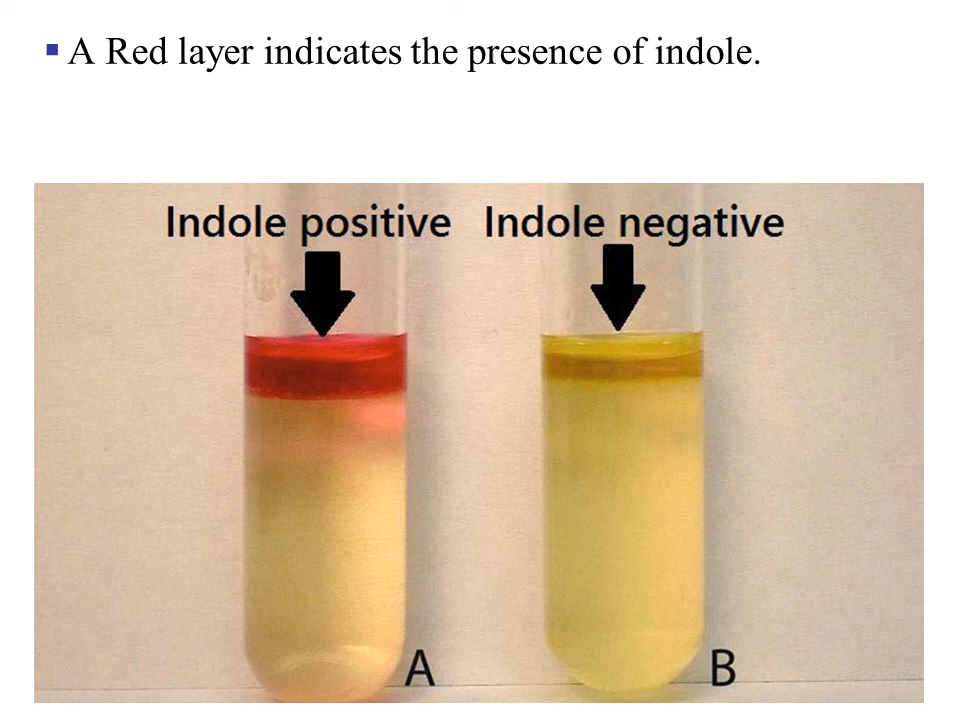 ▪ A Red layer indicates the presence of indole.
Indole positive Indole negative
A B